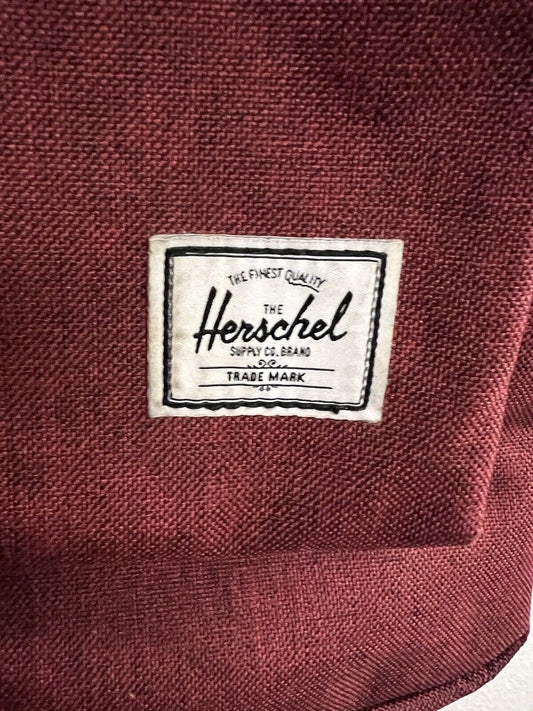 THE FINEST QUALITY
THE
Herschel
SUPPLY CO. BRAND
TRADE MARK